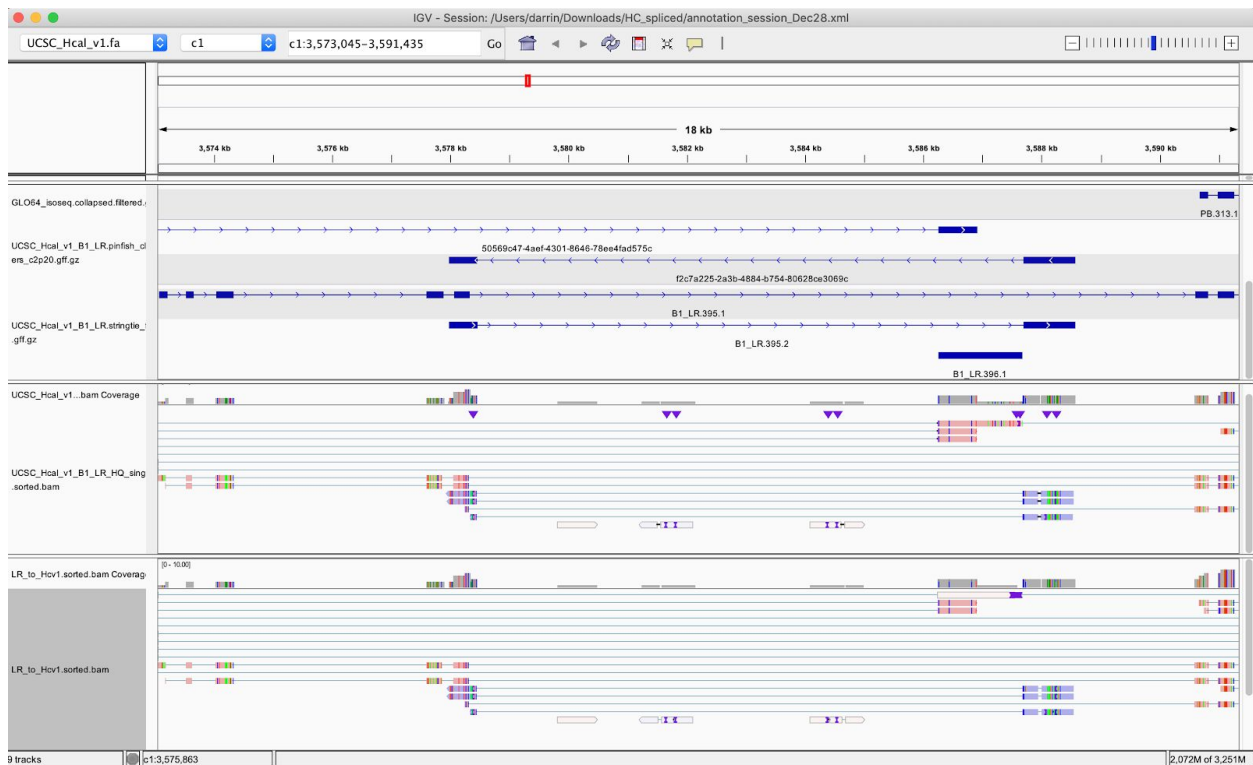 IGV - Session: /Users/darrin/Downloads/HC_spliced/annotation_session_Dec28.xml
UCSC_Hcal_v1.fa c1 c1:3,573,045-3,591,435 Go
18 kb
3,574 kb 3,576 kb 3,578 kb 3,580 kb 3,582 kb 3,584 kb 3,586 kb 3,588 kb 3,590 kb
GLO64_isoseq.collapsed.filtered.
PB.313.1
UCSC_Hcal_v1_B1_LR.pinfish_cl
ers_c2p20.gff.gz
50569c47-4aef-4301-8646-78ee4fad575c
f2c7a225-2a3b-4884-b754-80628ce3069c
B1_LR.395.1
UCSC_Hcal_v1_B1_LR.stringtie_
.gff.gz
B1_LR.395.2
B1_LR.396.1
UCSC_Hcal_v1...bam Coverage
UCSC_Hcal_v1_B1_LR_HQ_sing
.sorted.bam
LR_to_Hcv1.sorted.bam Coverag
[0 - 10.00]
LR_to_Hcv1.sorted.bam
9 tracks c1:3,575,863 2,072M of 3,251M